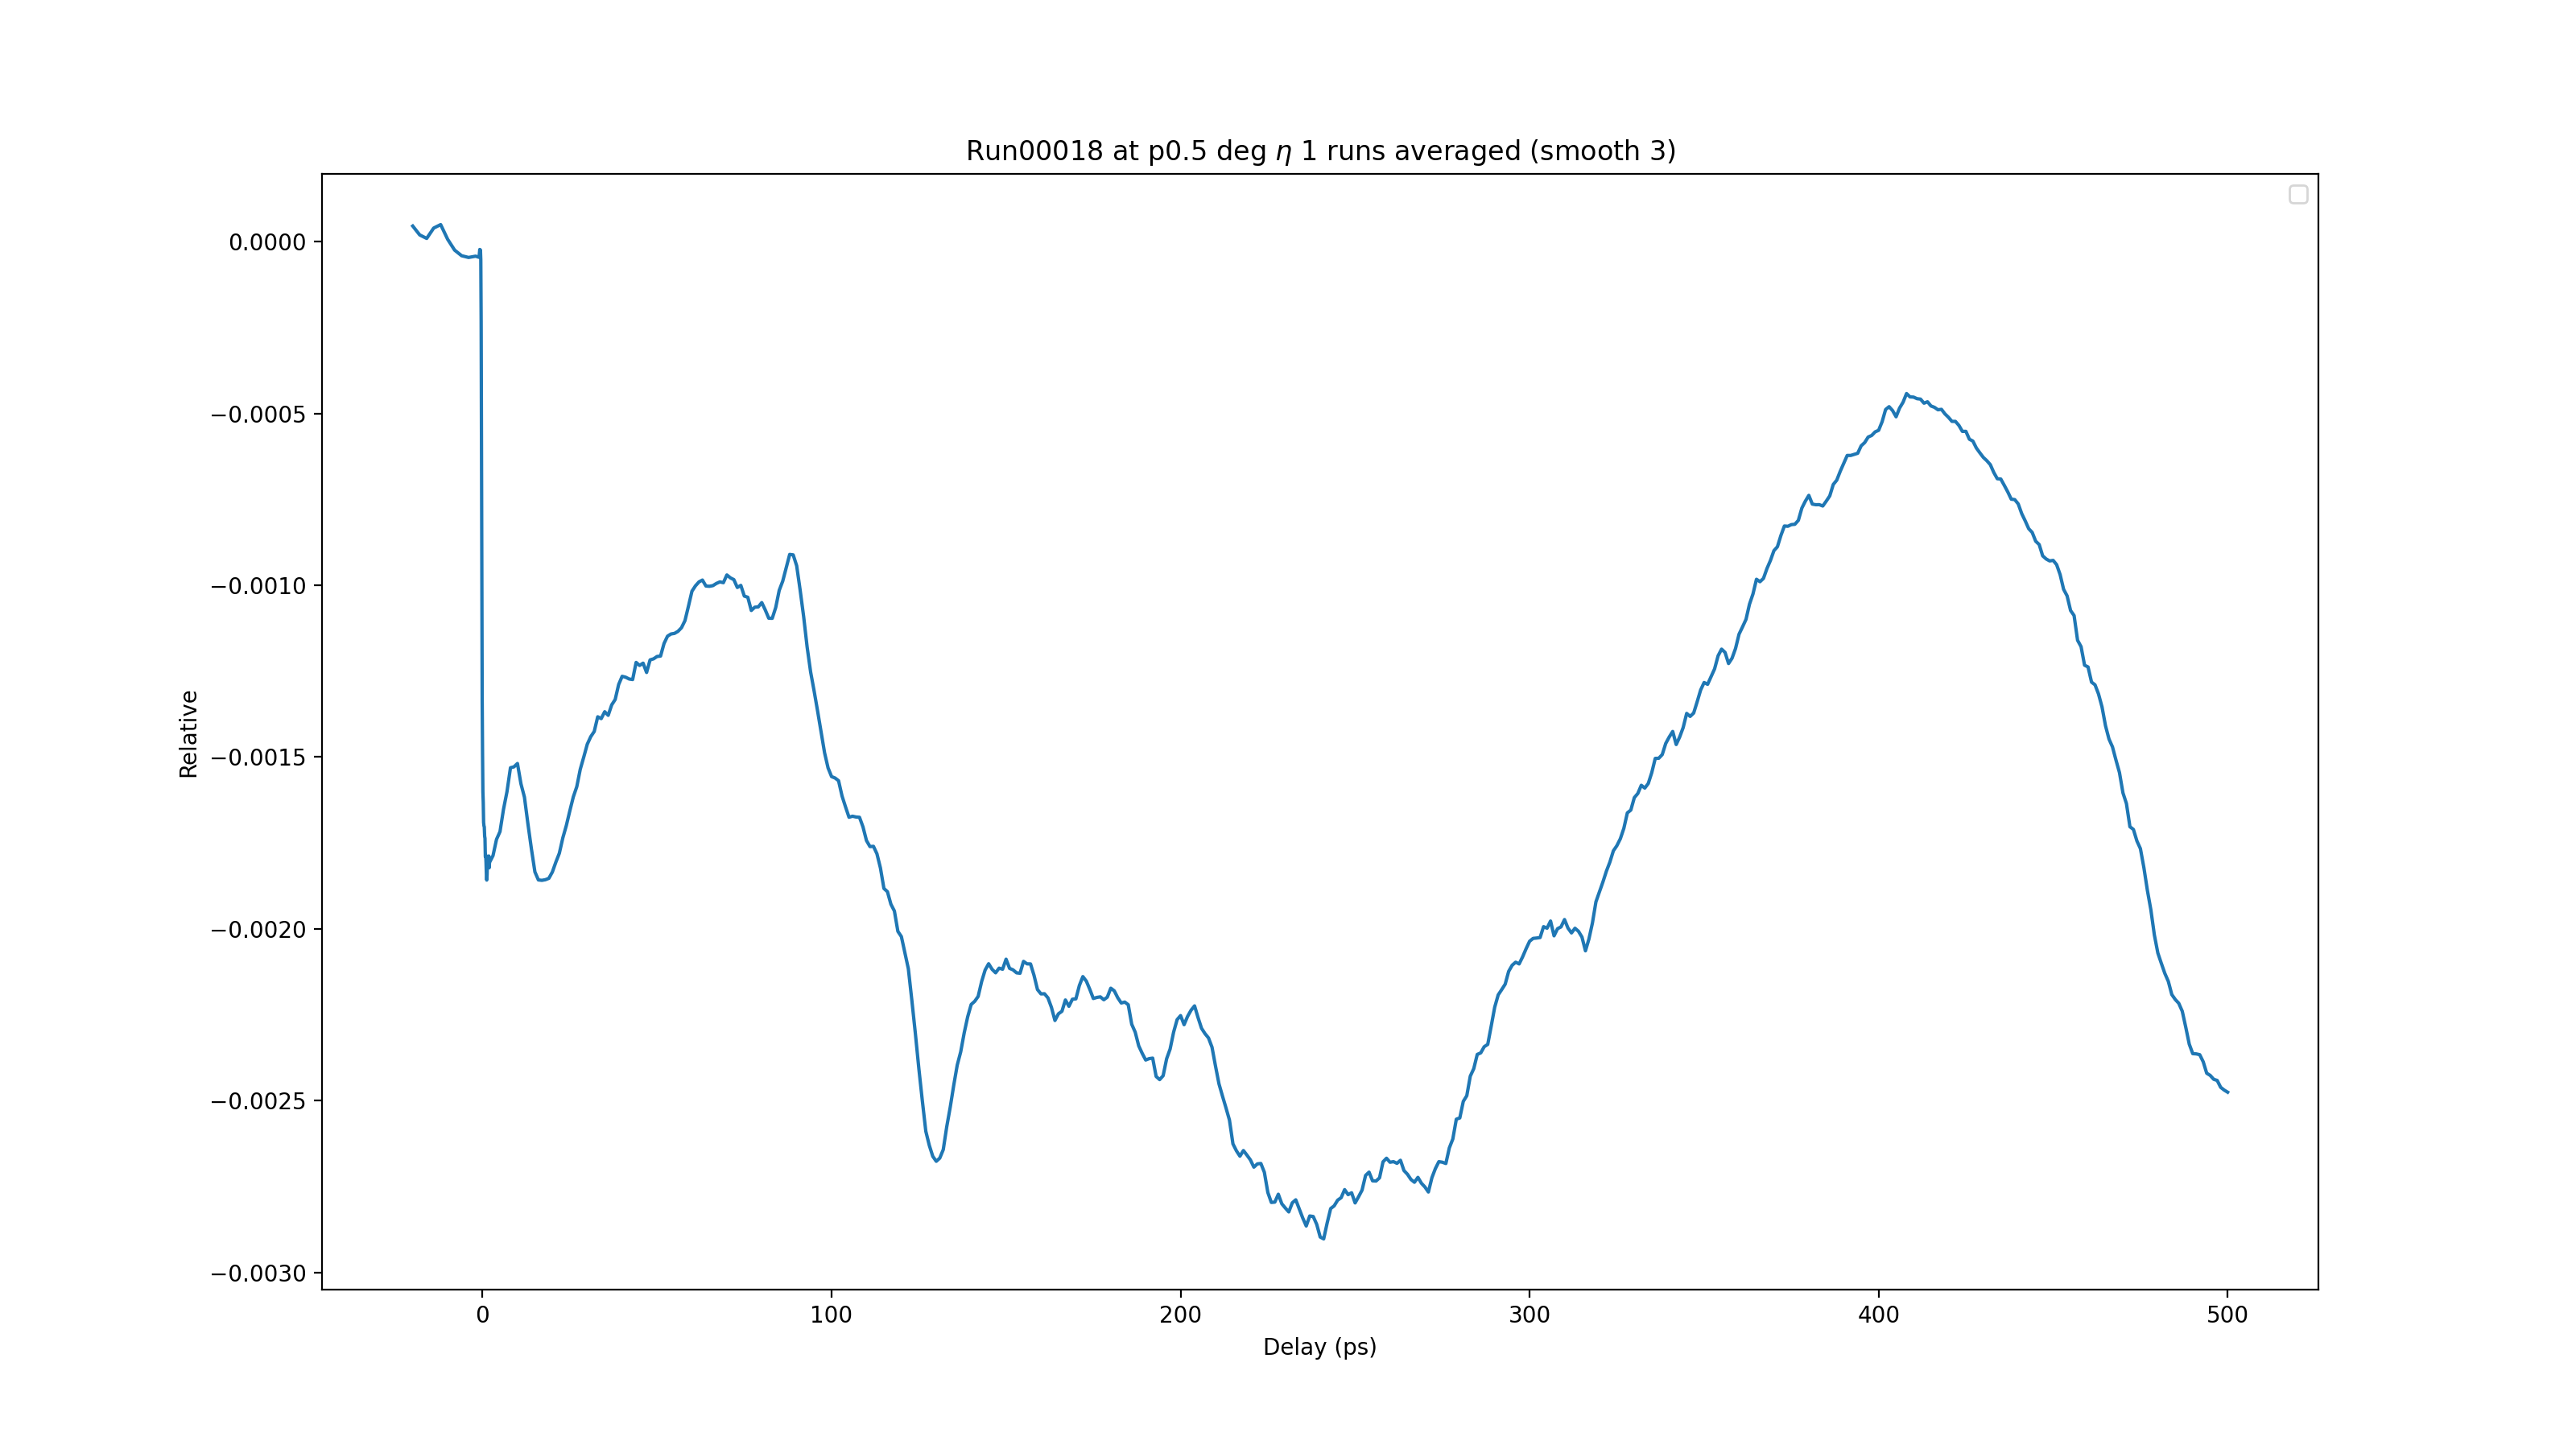 Run00018 at p0.5 deg η 1 runs averaged (smooth 3)
0.0000
−0.0005
−0.0010
−0.0015
−0.0020
−0.0025
−0.0030
Relative
0 100 200 300 400 500
Delay (ps)